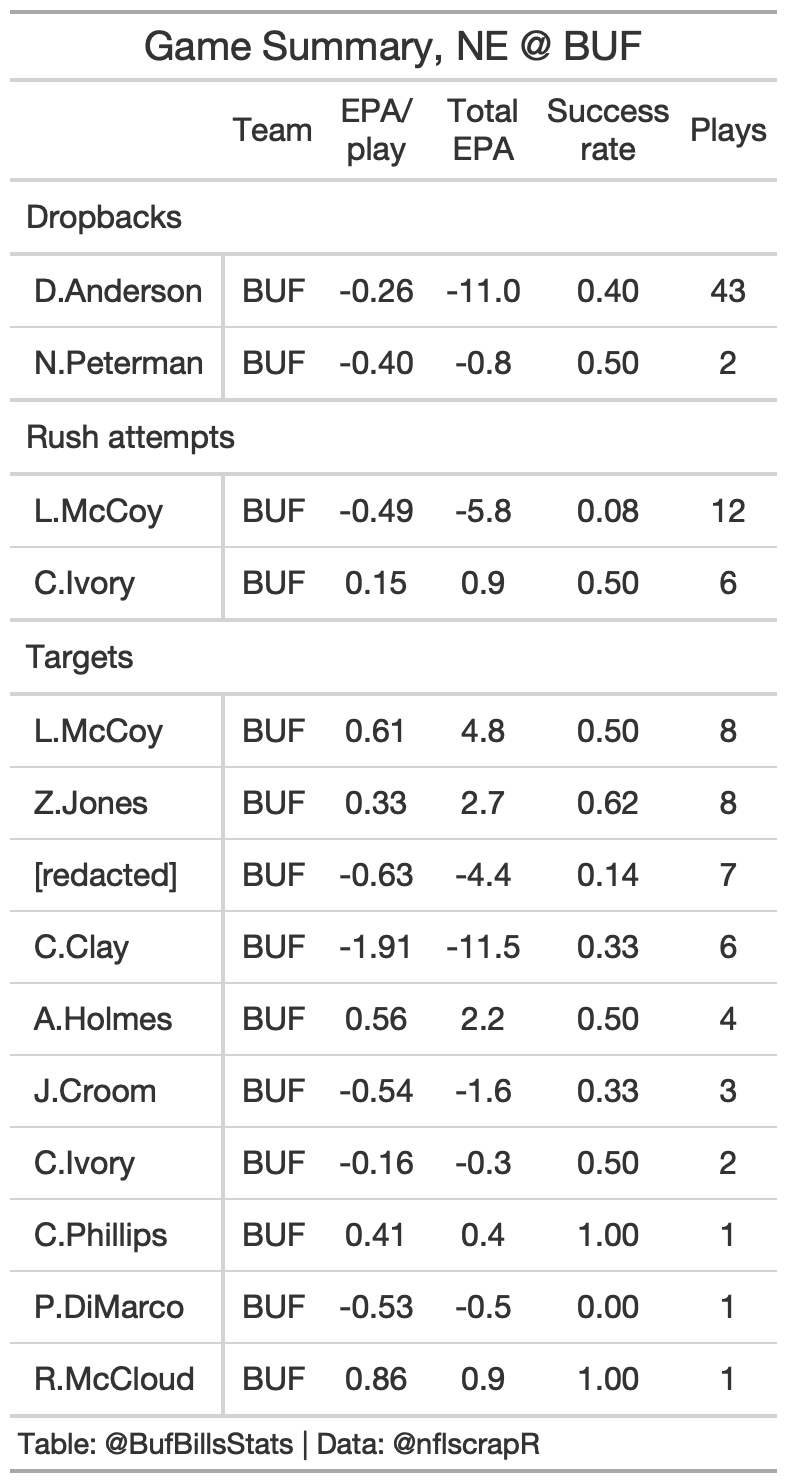 Game Summary, NE @ BUF
Team EPA/ play Total EPA Success rate Plays
Dropbacks
D.Anderson BUF -0.26 -11.0 0.40 43
N.Peterman BUF -0.40 -0.8 0.50 2
Rush attempts
L.McCoy BUF -0.49 -5.8 0.08 12
C.Ivory BUF 0.15 0.9 0.50 6
Targets
L.McCoy BUF 0.61 4.8 0.50 8
Z.Jones BUF 0.33 2.7 0.62 8
[redacted] BUF -0.63 -4.4 0.14 7
C.Clay BUF -1.91 -11.5 0.33 6
A.Holmes BUF 0.56 2.2 0.50 4
J.Croom BUF -0.54 -1.6 0.33 3
C.Ivory BUF -0.16 -0.3 0.50 2
C.Phillips BUF 0.41 0.4 1.00 1
P.DiMarco BUF -0.53 -0.5 0.00 1
R.McCloud BUF 0.86 0.9 1.00 1
Table: @BufBillsStats | Data: @nflscrapR